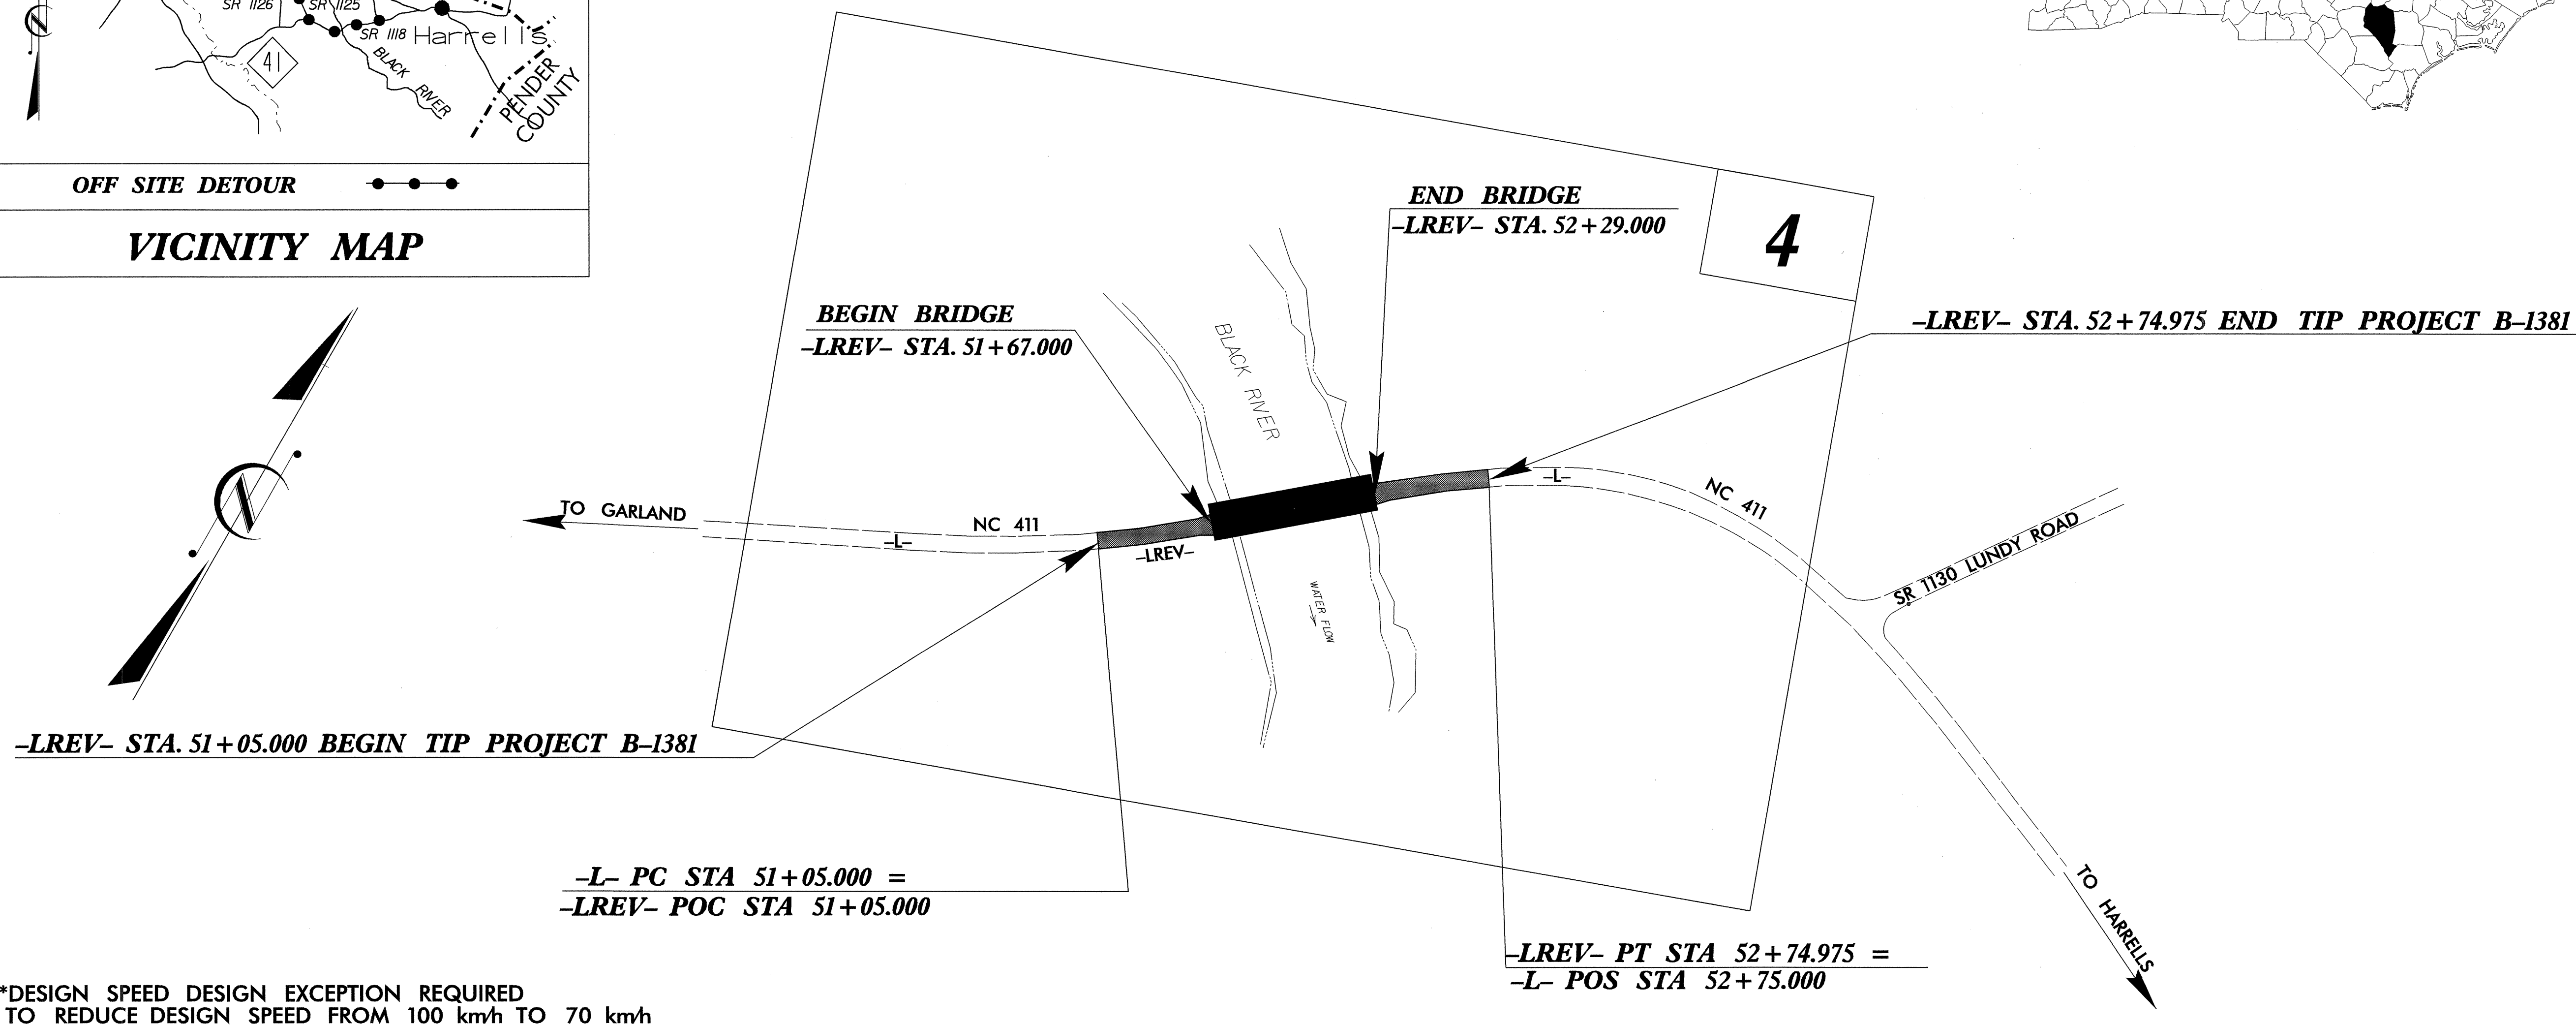 SR 1126
SR 1125
SR 1118
Harrells
41
BLACK
RIVER
PENDER
COUNTY
OFF SITE DETOUR
VICINITY MAP
N
END BRIDGE
-LREV- STA. 52+29.000
4
BEGIN BRIDGE
-LREV- STA. 51+67.000
-LREV- STA. 52+74.975 END TIP PROJECT B-1381
BLACK RIVER
TO GARLAND
NC 411
-L-
-LREV-
-L-
NC 411
SR 1130 LUNDY ROAD
WATER FLOW
-LREV- STA. 51+05.000 BEGIN TIP PROJECT B-1381
-L- PC STA 51+05.000 =
-LREV- POC STA 51+05.000
TO HARRELLS
-LREV- PT STA 52+74.975 =
-L- POS STA 52+75.000
*DESIGN SPEED DESIGN EXCEPTION REQUIRED
TO REDUCE DESIGN SPEED FROM 100 km/h TO 70 km/h